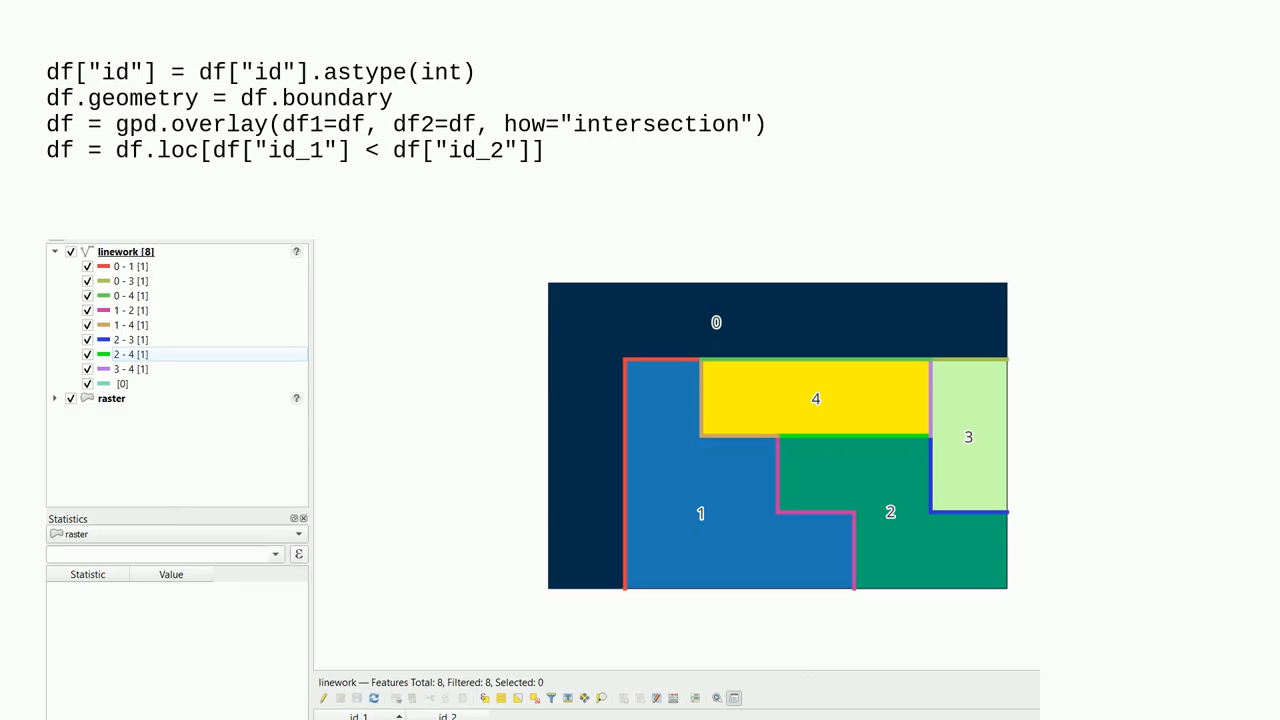 df["id"] = df["id"].astype(int)
df.geometry = df.boundary
df = gpd.overlay(df1=df, df2=df, how="intersection")
df = df.loc[df["id_1"] < df["id_2"]]
linework [8]
?
0 - 1 [1]
0 - 3 [1]
0 - 4 [1]
1 - 2 [1]
1 - 4 [1]
2 - 3 [1]
2 - 4 [1]
3 - 4 [1]
[0]
raster
?
Statistics
raster
ε
Statistic Value
0
4
3
1
2
linework — Features Total: 8, Filtered: 8, Selected: 0
id_1 id_2